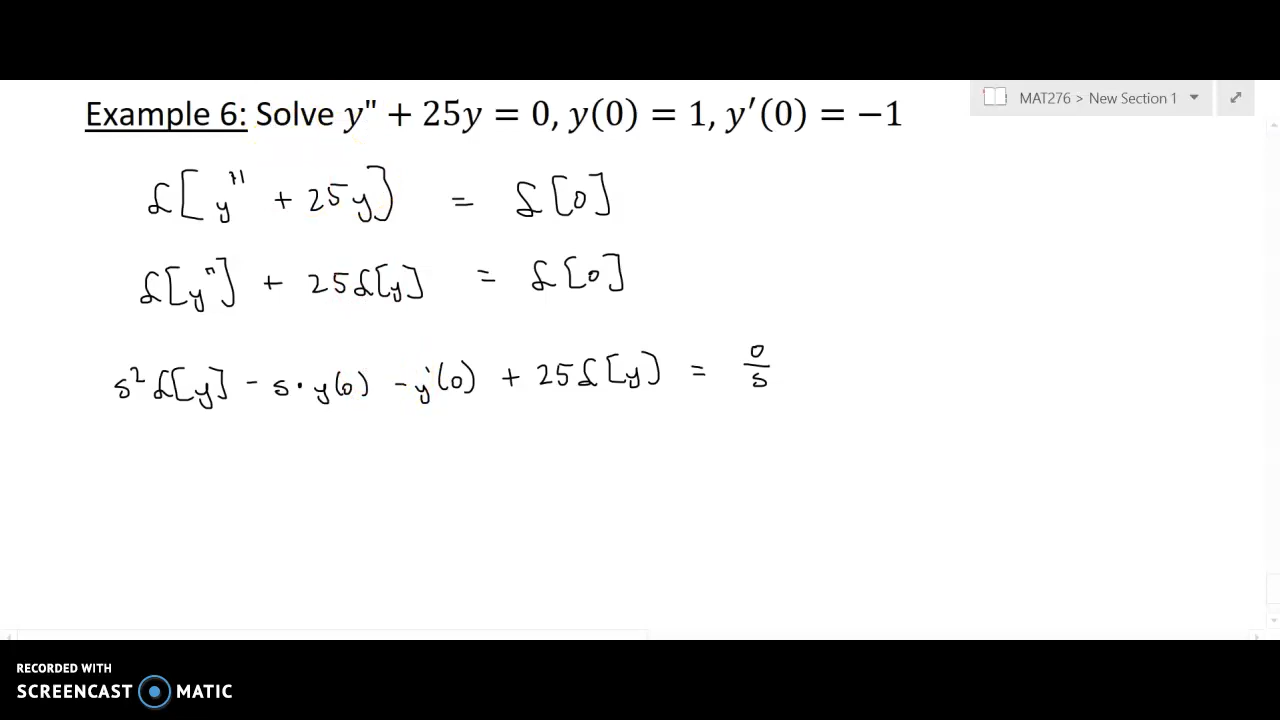 Example 6: Solve y" + 25y = 0, y(0) = 1, y′(0) = −1
MAT276 > New Section 1
ℒ[y" + 25y] = ℒ[0]
ℒ[y"] + 25ℒ[y] = ℒ[0]
s²ℒ[y] - s·y(0) - y'(0) + 25ℒ[y] = 0/s
RECORDED WITH
SCREENCAST MATIC